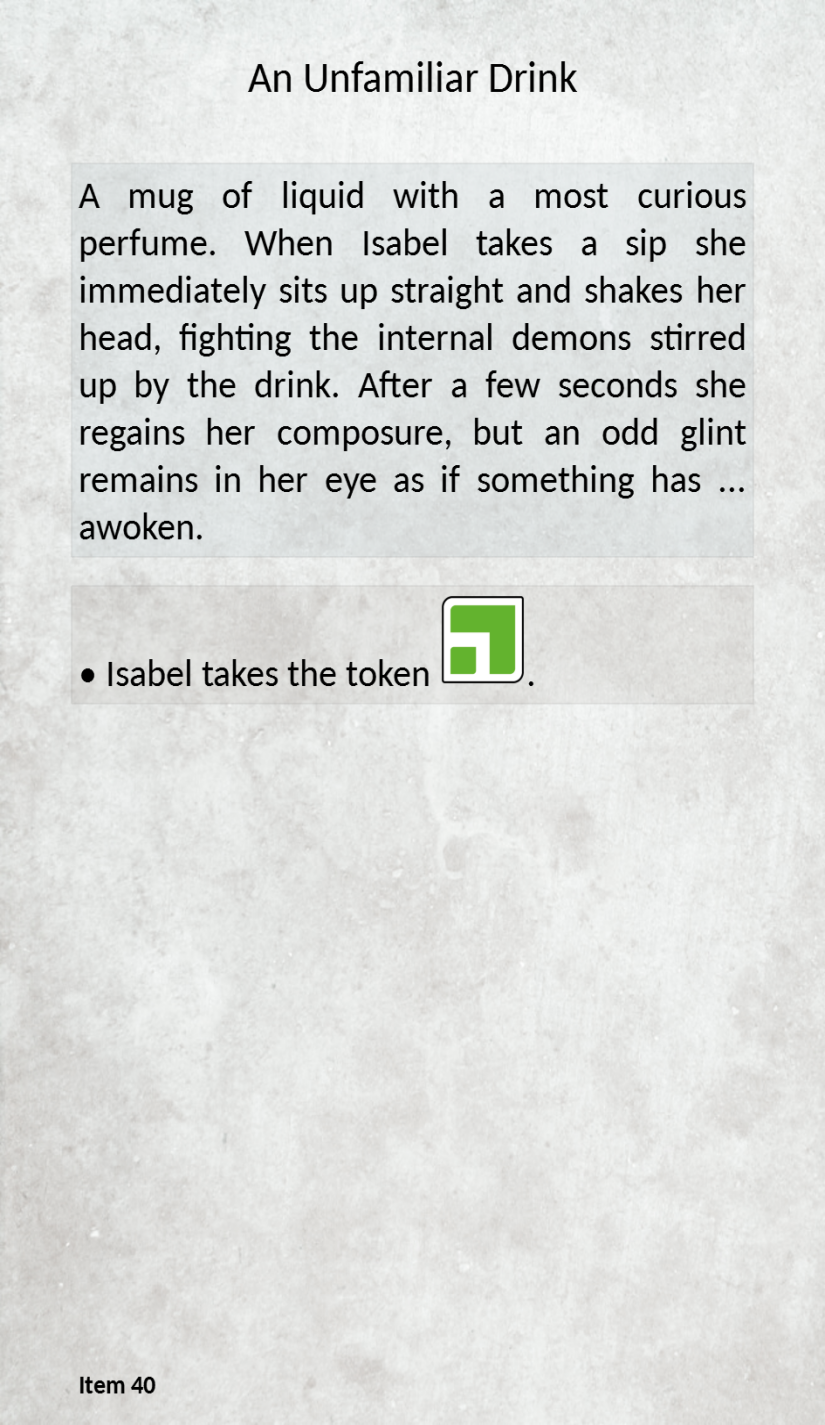 An Unfamiliar Drink
A mug of liquid with a most curious
perfume. When Isabel takes a sip she
immediately sits up straight and shakes her
head, fighting the internal demons stirred
up by the drink. After a few seconds she
regains her composure, but an odd glint
remains in her eye as if something has ...
awoken.
• Isabel takes the token .
Item 40